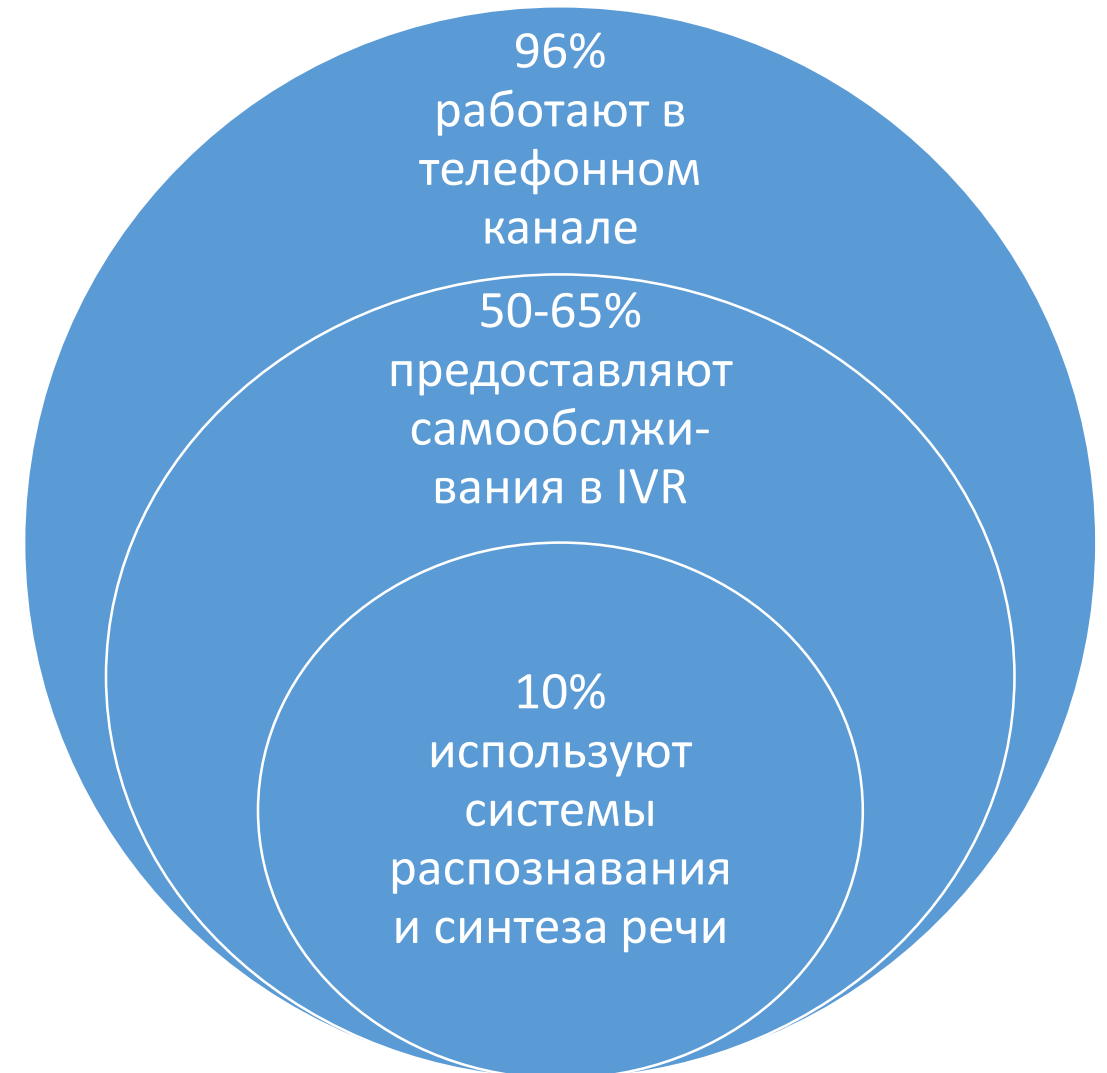 96%
работают в
телефонном
канале
50-65%
предоставляют
самообслжи-
вания в IVR
10%
используют
системы
распознавания
и синтеза речи